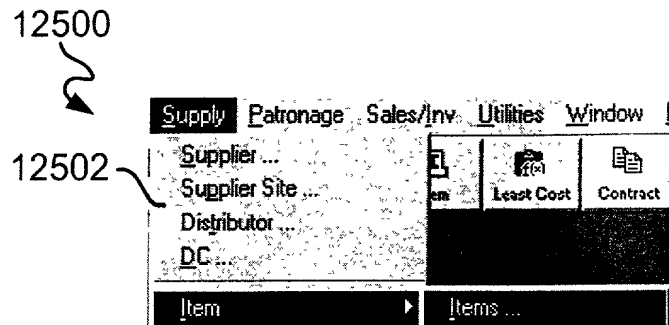 12500
Supply Patronage Sales/Inv Utilities Window
12502
Supplier ...
Supplier Site ...
Distributor ...
DC ...
Least Cost
Contract
Item
Items ...